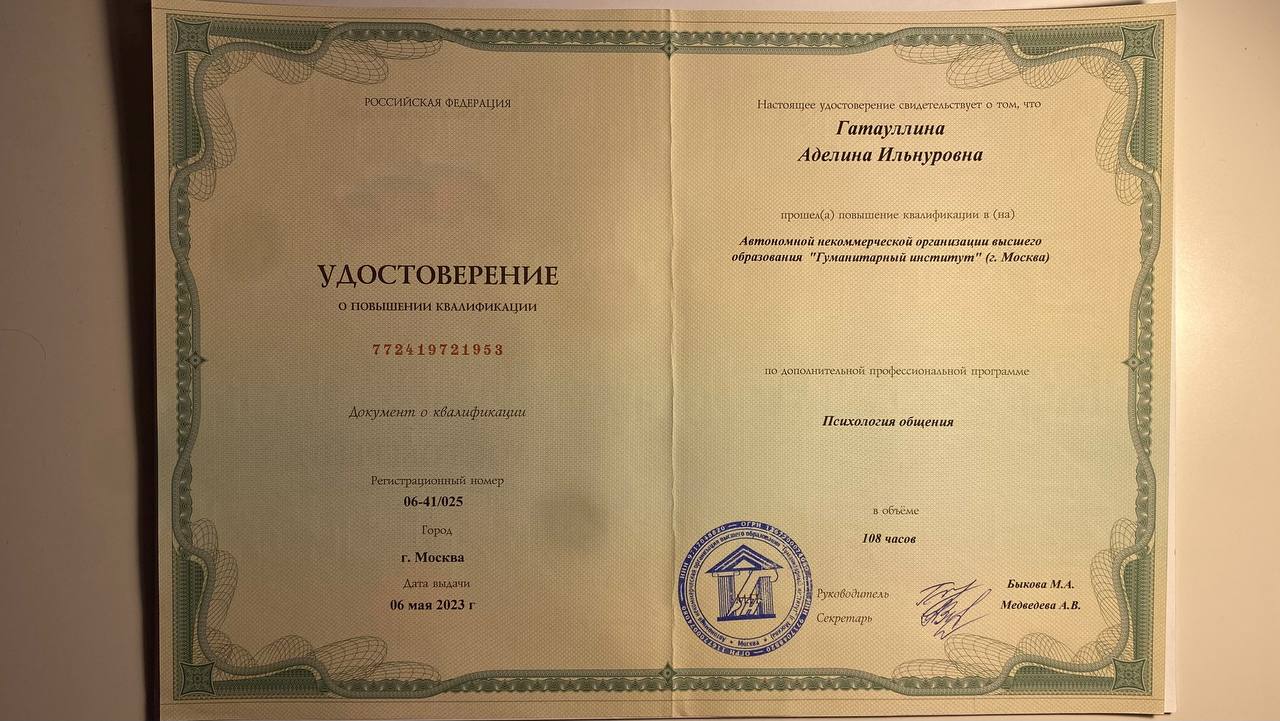 РОССИЙСКАЯ ФЕДЕРАЦИЯ
УДОСТОВЕРЕНИЕ
О ПОВЫШЕНИИ КВАЛИФИКАЦИИ
772419721953
Документ о квалификации
Регистрационный номер
06-41/025
Город
г. Москва
Дата выдачи
06 мая 2023 г
Настоящее удостоверение свидетельствует о том, что
Гатауллина
Аделина Ильнуровна
прошел(а) повышение квалификации в (на)
Автономной некоммерческой организации высшего
образования "Гуманитарный институт" (г. Москва)
по дополнительной профессиональной программе
Психология общения
в объёме
108 часов
Руководитель
Быкова М.А.
Секретарь
Медведева А.В.
Москва